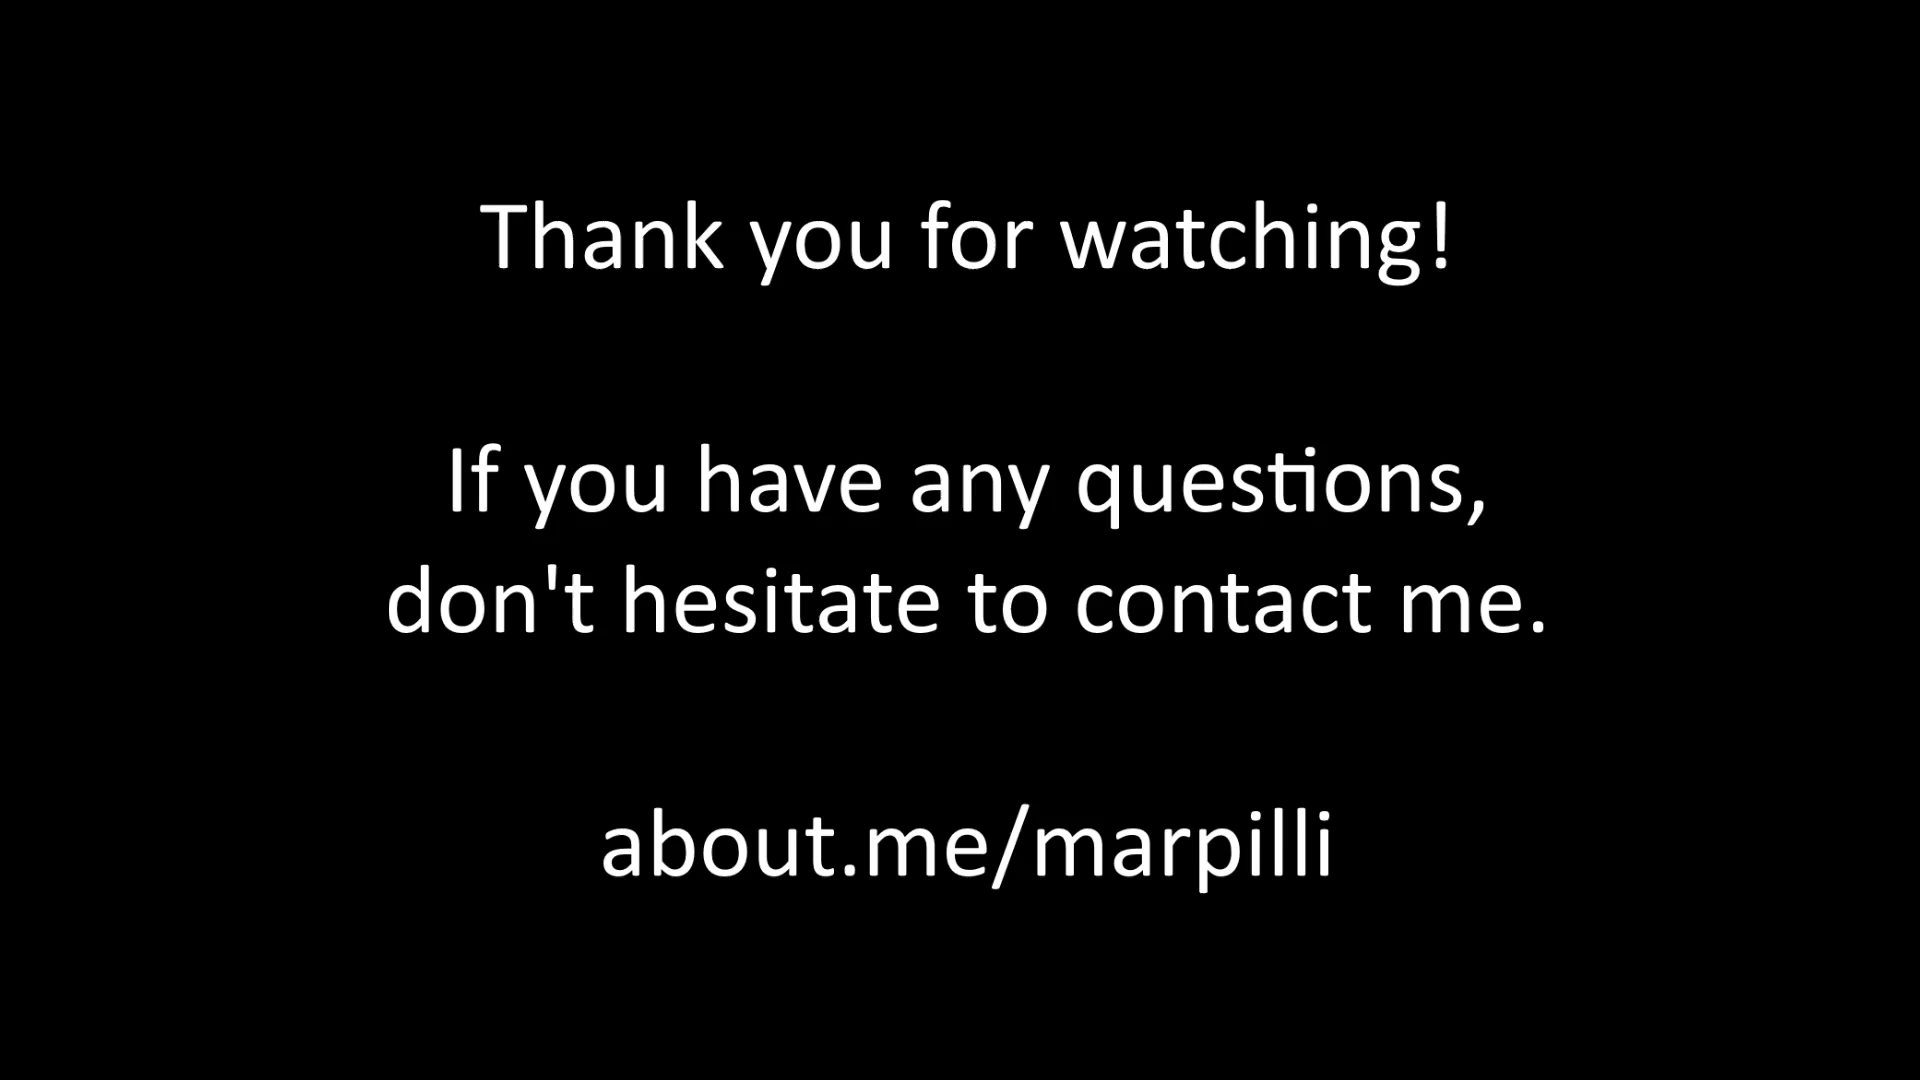 Thank you for watching!
If you have any questions,
don't hesitate to contact me.
about.me/marpilli